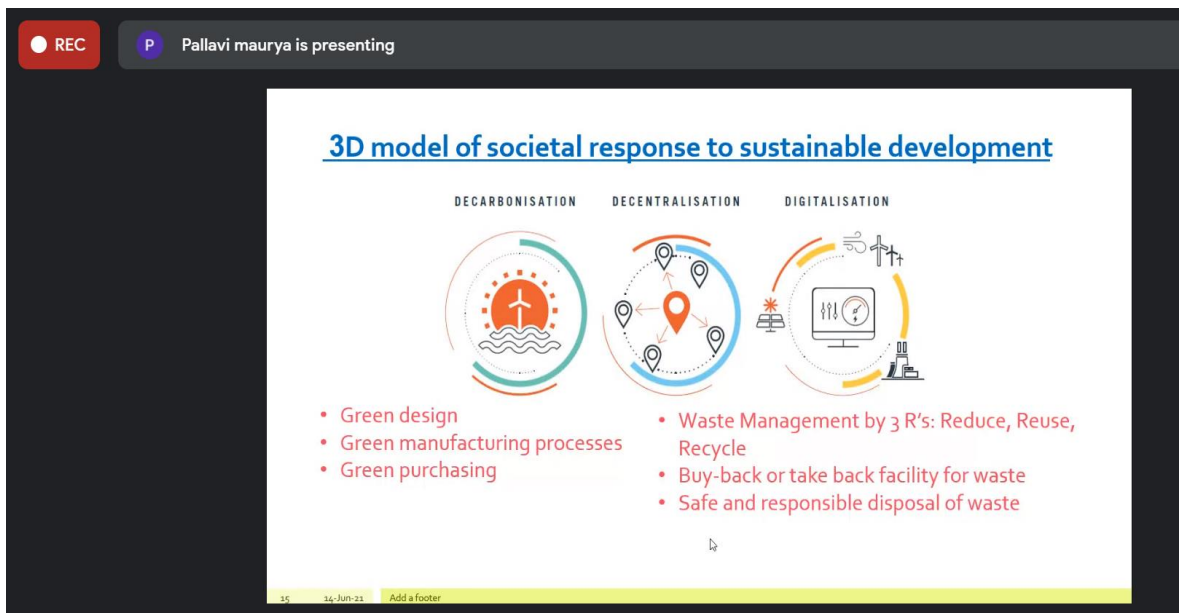 REC
P Pallavi maurya is presenting
3D model of societal response to sustainable development
DECARBONISATION DECENTRALISATION DIGITALISATION
• Green design
• Green manufacturing processes
• Green purchasing
• Waste Management by 3 R's: Reduce, Reuse,
Recycle
• Buy-back or take back facility for waste
• Safe and responsible disposal of waste
15 14-Jun-21 Add a footer